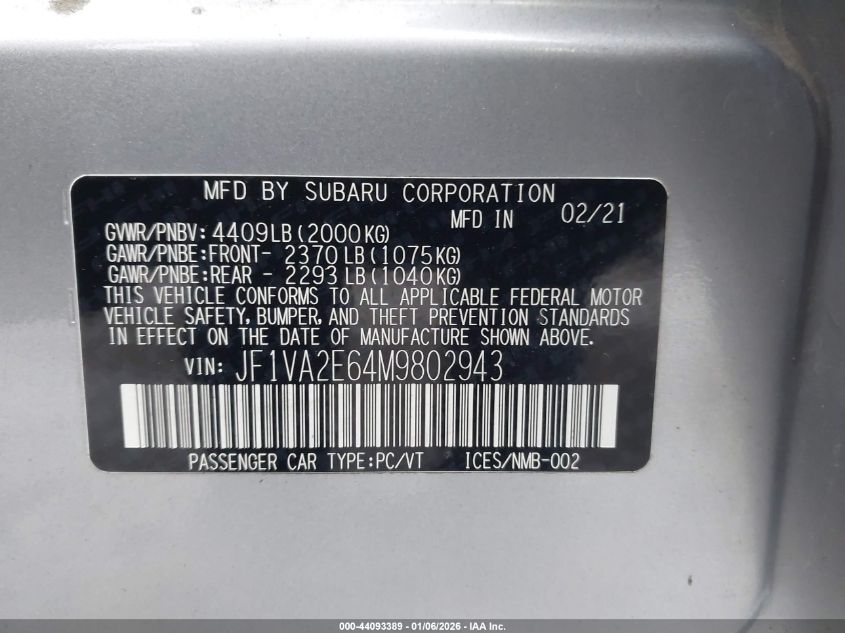 MFD BY SUBARU CORPORATION
MFD IN 02/21
GVWR/PNBV: 4409LB(2000KG)
GAWR/PNBE:FRONT- 2370LB(1075KG)
GAWR/PNBE:REAR - 2293LB(1040KG)
THIS VEHICLE CONFORMS TO ALL APPLICABLE FEDERAL MOTOR
VEHICLE SAFETY, BUMPER, AND THEFT PREVENTION STANDARDS
IN EFFECT ON THE DATE OF MANUFACTURE SHOWN ABOVE.
VIN: JF1VA2E64M9802943
PASSENGER CAR TYPE:PC/VT ICES/NMB-002
000-44093389 | 01/06/2026 - IAA Inc.